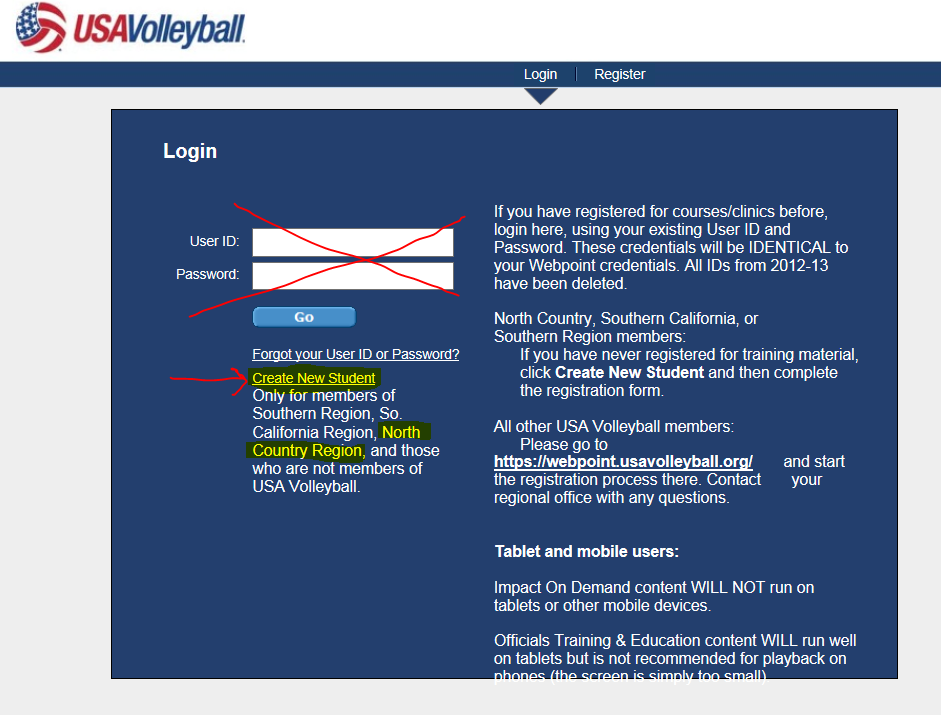 USAVolleyball.
Login | Register
Login
User ID:
Password:
Go
Forgot your User ID or Password?
Create New Student
Only for members of
Southern Region, So.
California Region, North
Country Region, and those
who are not members of
USA Volleyball.
If you have registered for courses/clinics before,
login here, using your existing User ID and
Password. These credentials will be IDENTICAL to
your Webpoint credentials. All IDs from 2012-13
have been deleted.
North Country, Southern California, or
Southern Region members:
If you have never registered for training material,
click Create New Student and then complete
the registration form.
All other USA Volleyball members:
Please go to
https://webpoint.usavolleyball.org/ and start
the registration process there. Contact your
regional office with any questions.
Tablet and mobile users:
Impact On Demand content WILL NOT run on
tablets or other mobile devices.
Officials Training & Education content WILL run well
on tablets but is not recommended for playback on
phones (the screen is simply too small)